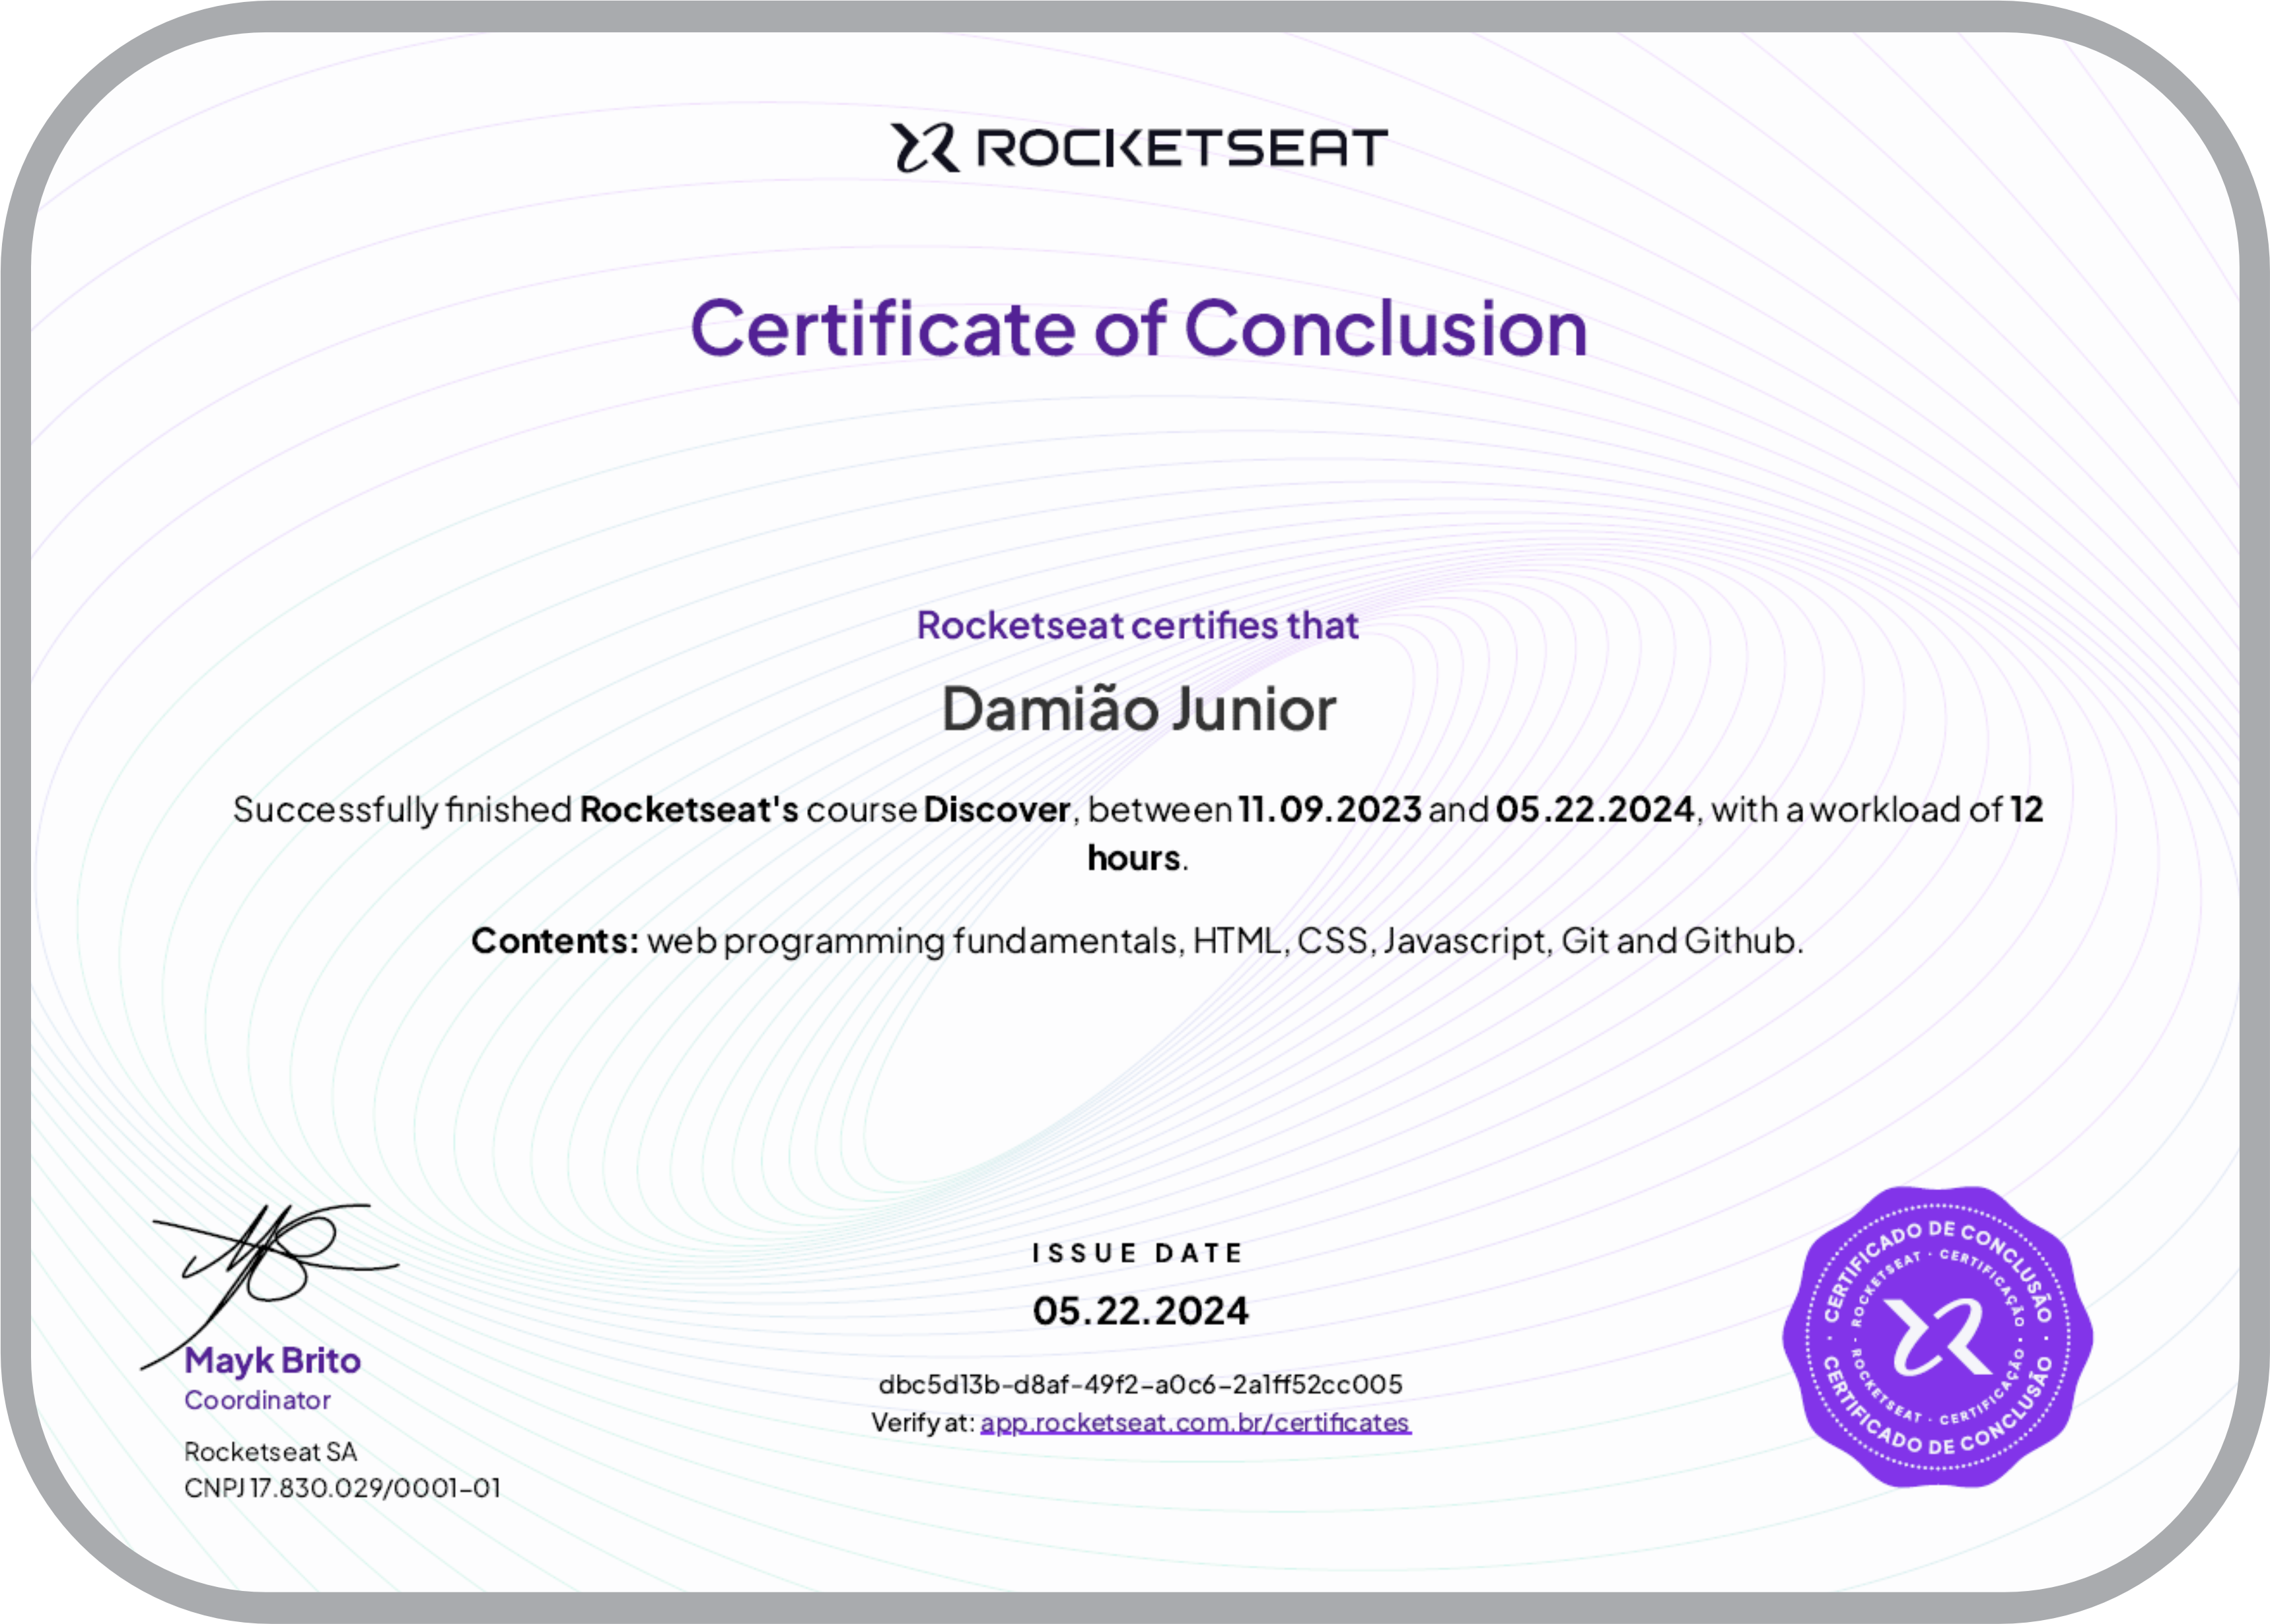 ROCKETSEAT
Certificate of Conclusion
Rocketseat certifies that
Damião Junior
Successfully finished Rocketseat's course Discover, between 11.09.2023 and 05.22.2024, with a workload of 12
hours.
Contents: web programming fundamentals, HTML, CSS, Javascript, Git and Github.
Mayk Brito
Coordinator
Rocketseat SA
CNPJ 17.830.029/0001-01
ISSUE DATE
05.22.2024
dbc5d13b-d8af-49f2-a0c6-2a1ff52cc005
Verify at: app.rocketseat.com.br/certificates
CERTIFICADO DE CONCLUSÃO
ROCKETSEAT · CERTIFICAÇÃO
ROCKETSEAT · CERTIFICAÇÃO
CERTIFICADO DE CONCLUSÃO